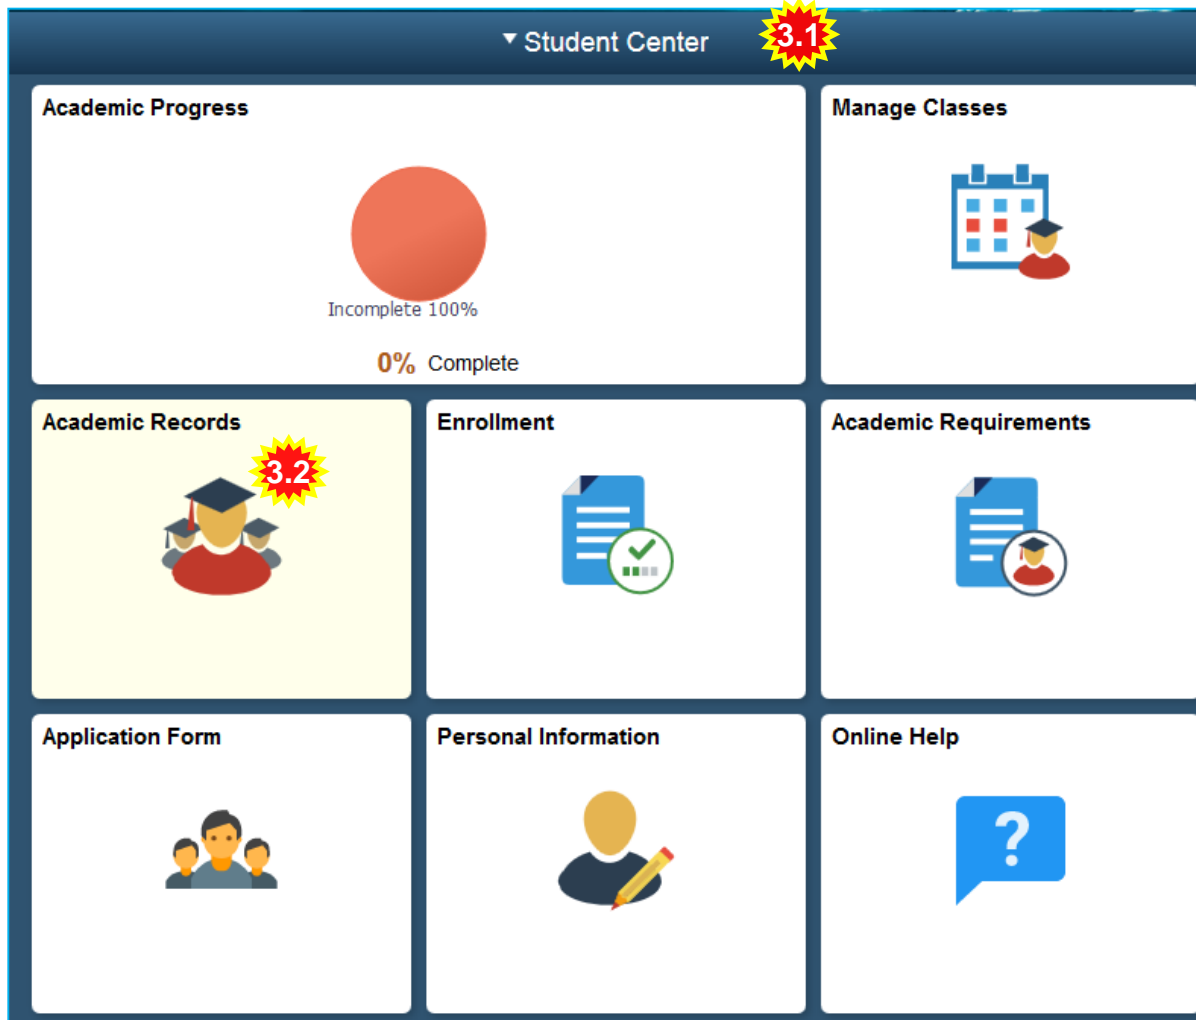 Student Center
3.1
Academic Progress
Manage Classes
Incomplete 100%
0% Complete
Academic Records
Enrollment
Academic Requirements
3.2
Application Form
Personal Information
Online Help
?